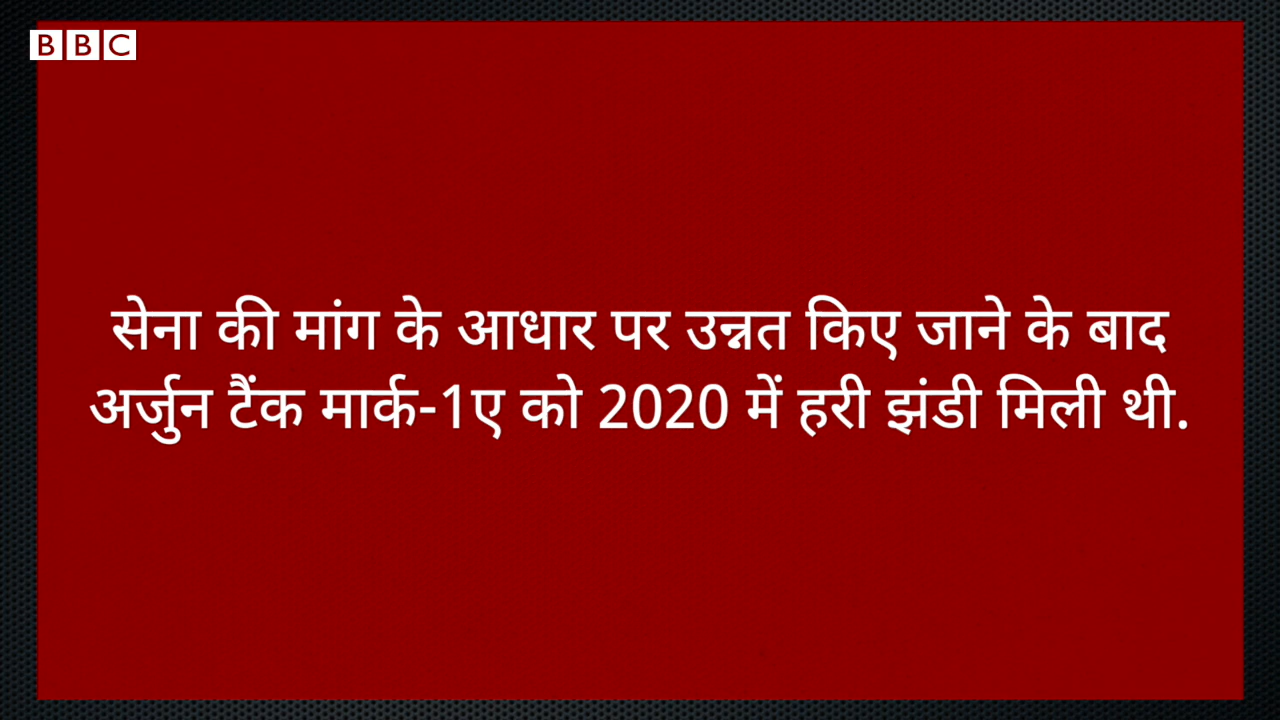 BBC
सेना की मांग के आधार पर उन्नत किए जाने के बाद
अर्जुन टैंक मार्क-1ए को 2020 में हरी झंडी मिली थी.